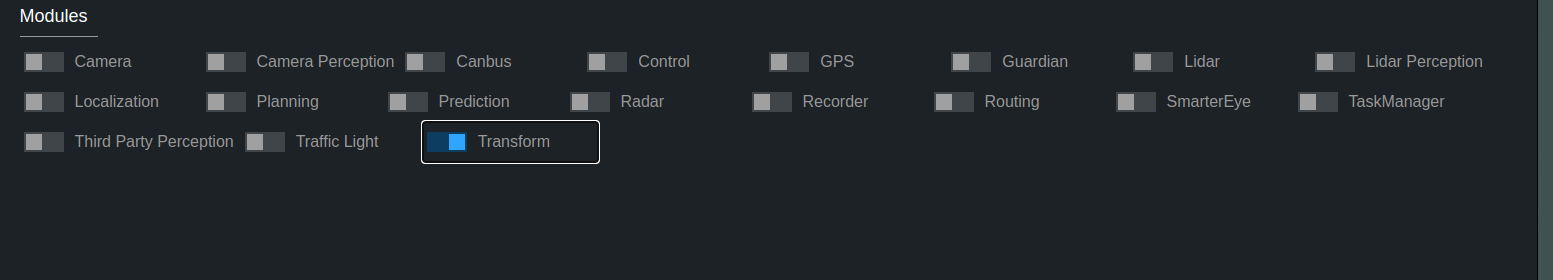 Modules
Camera Camera Perception Canbus Control GPS Guardian Lidar Lidar Perception
Localization Planning Prediction Radar Recorder Routing SmarterEye TaskManager
Third Party Perception Traffic Light Transform